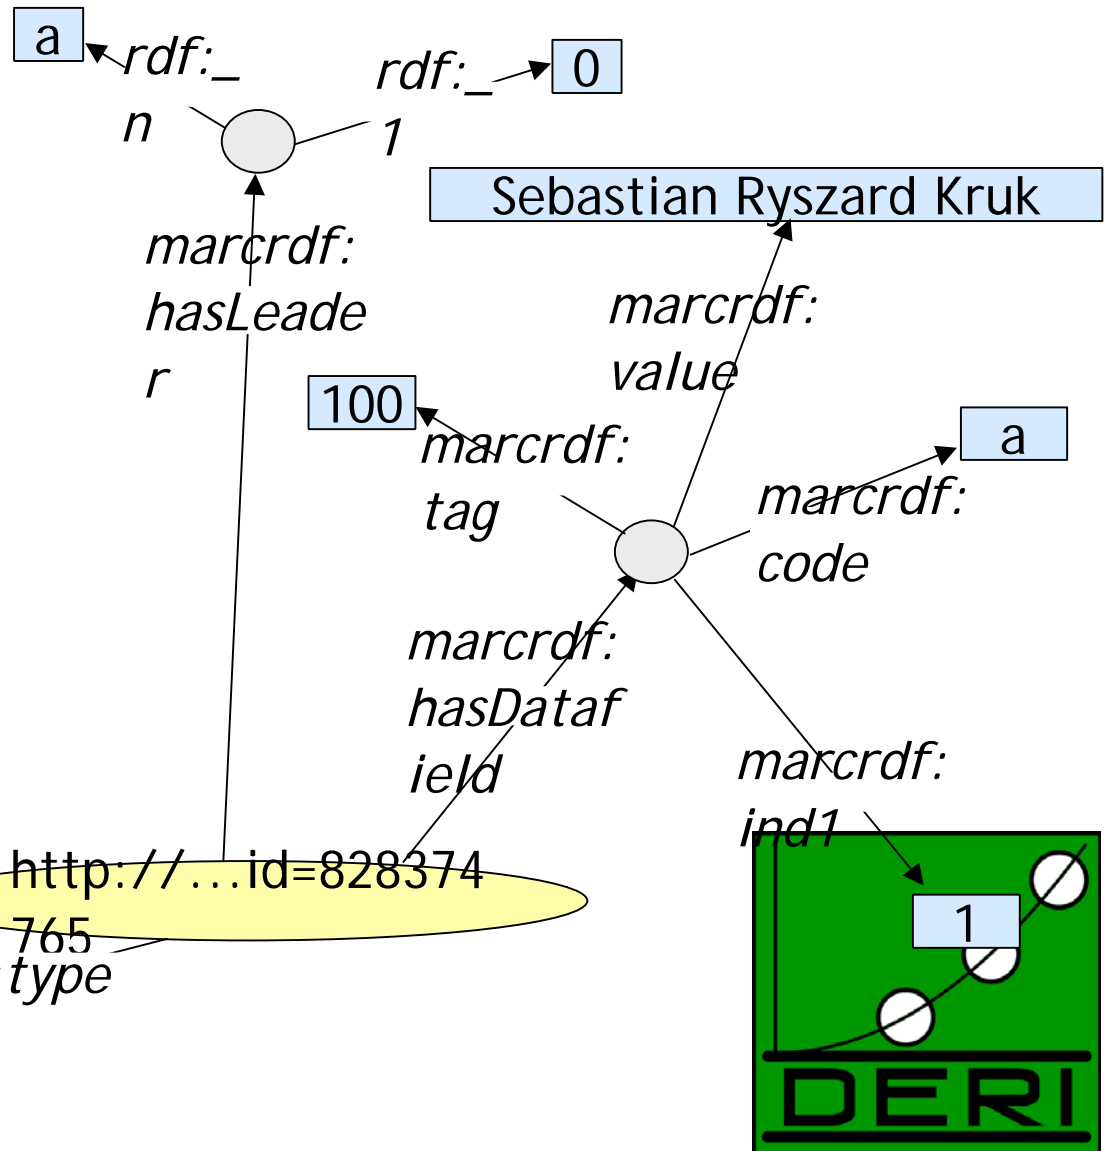 a
rdf:_
n
rdf:_
1
0
Sebastian Ryszard Kruk
marcrdf:
hasLeade
r
marcrdf:
value
100
marcrdf:
tag
a
marcrdf:
code
marcrdf:
hasDataf
ield
marcrdf:
ind1
http://...id=828374
765
type
1
DERI